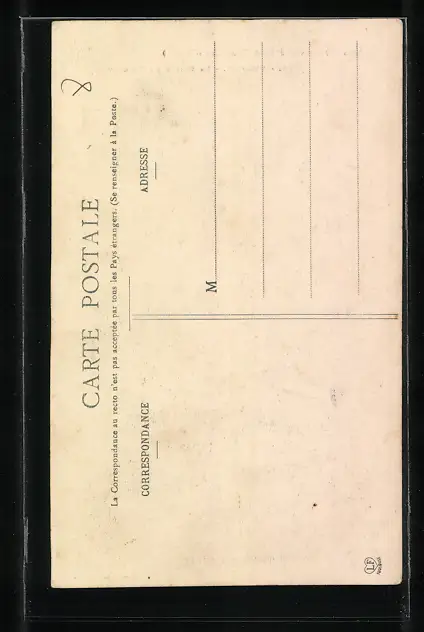 CARTE POSTALE
La Correspondance au recto n'est pas acceptée par tous les Pays étrangers. (Se renseigner à la Poste.)
CORRESPONDANCE
ADRESSE
M
LF